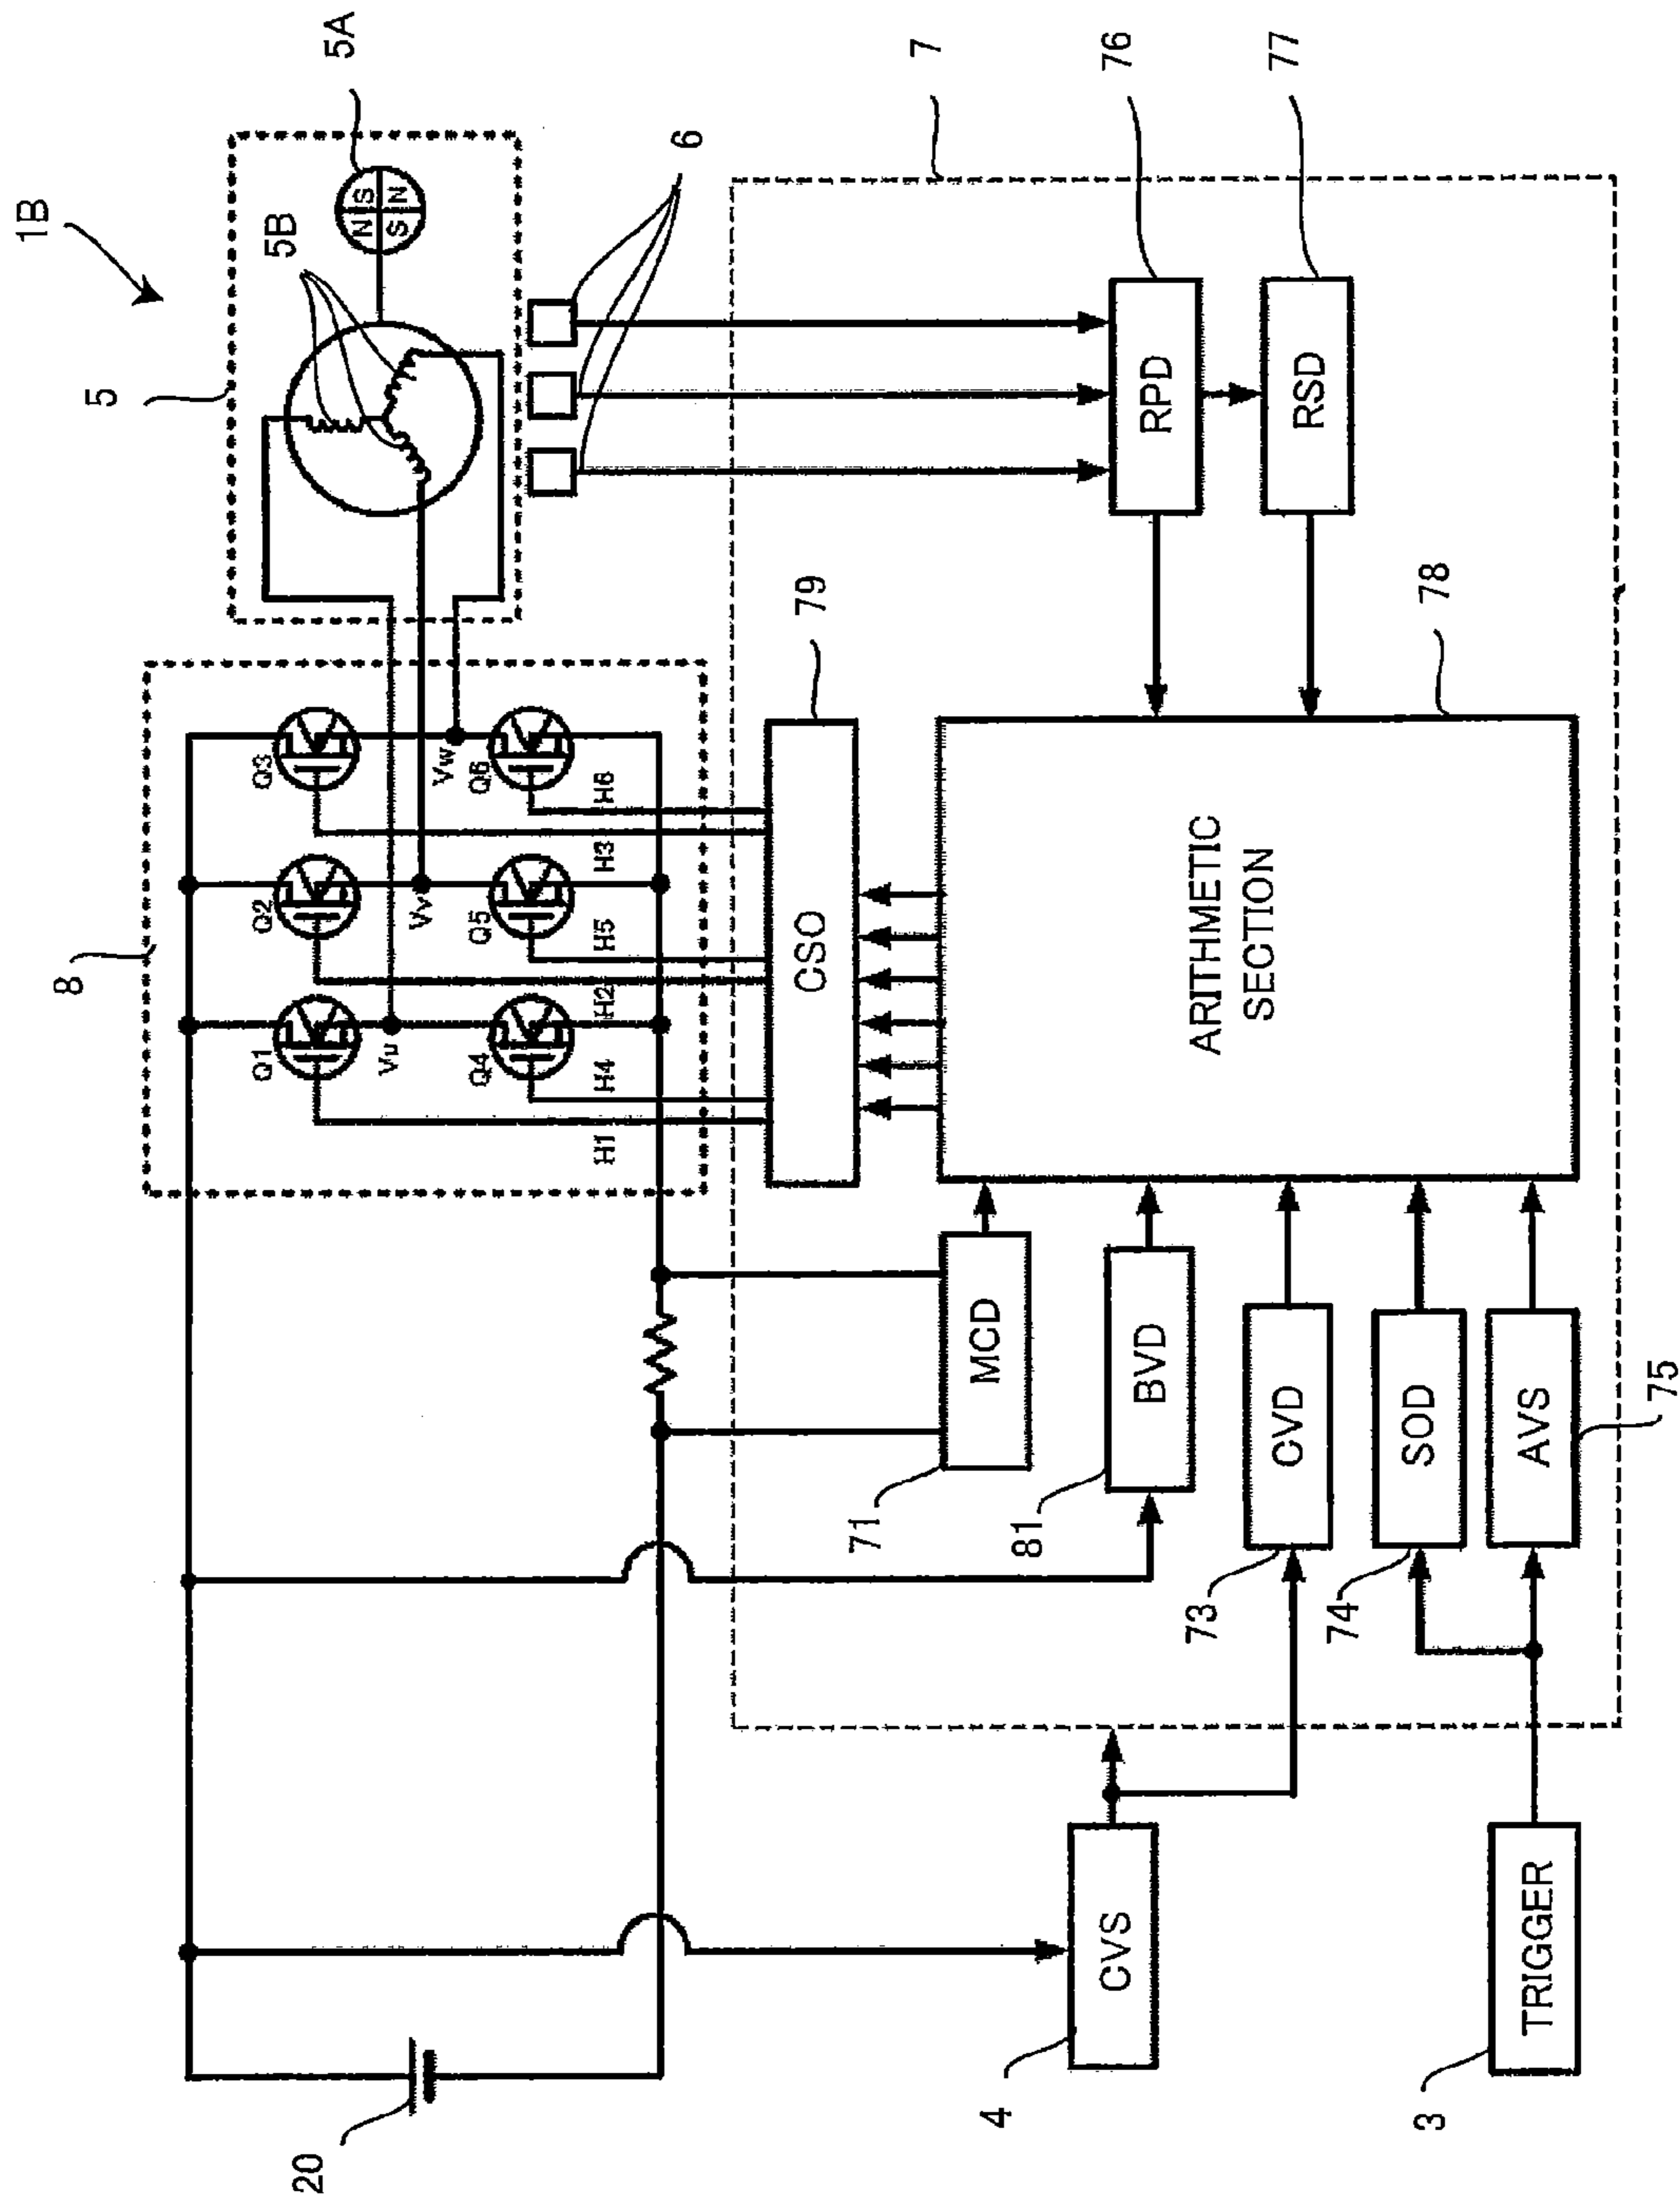 1B
5
5A
5B
N
S
S
N
6
8
Q1
Q2
Q3
Vu
Vv
Vw
Q4
Q5
Q6
H1
H4
H2
H5
H3
H6
20
7
79
CSO
71
MCD
81
BVD
73
CVD
74
SOD
75
AVS
ARITHMETIC
SECTION
78
RPD
76
RSD
77
4
CVS
3
TRIGGER